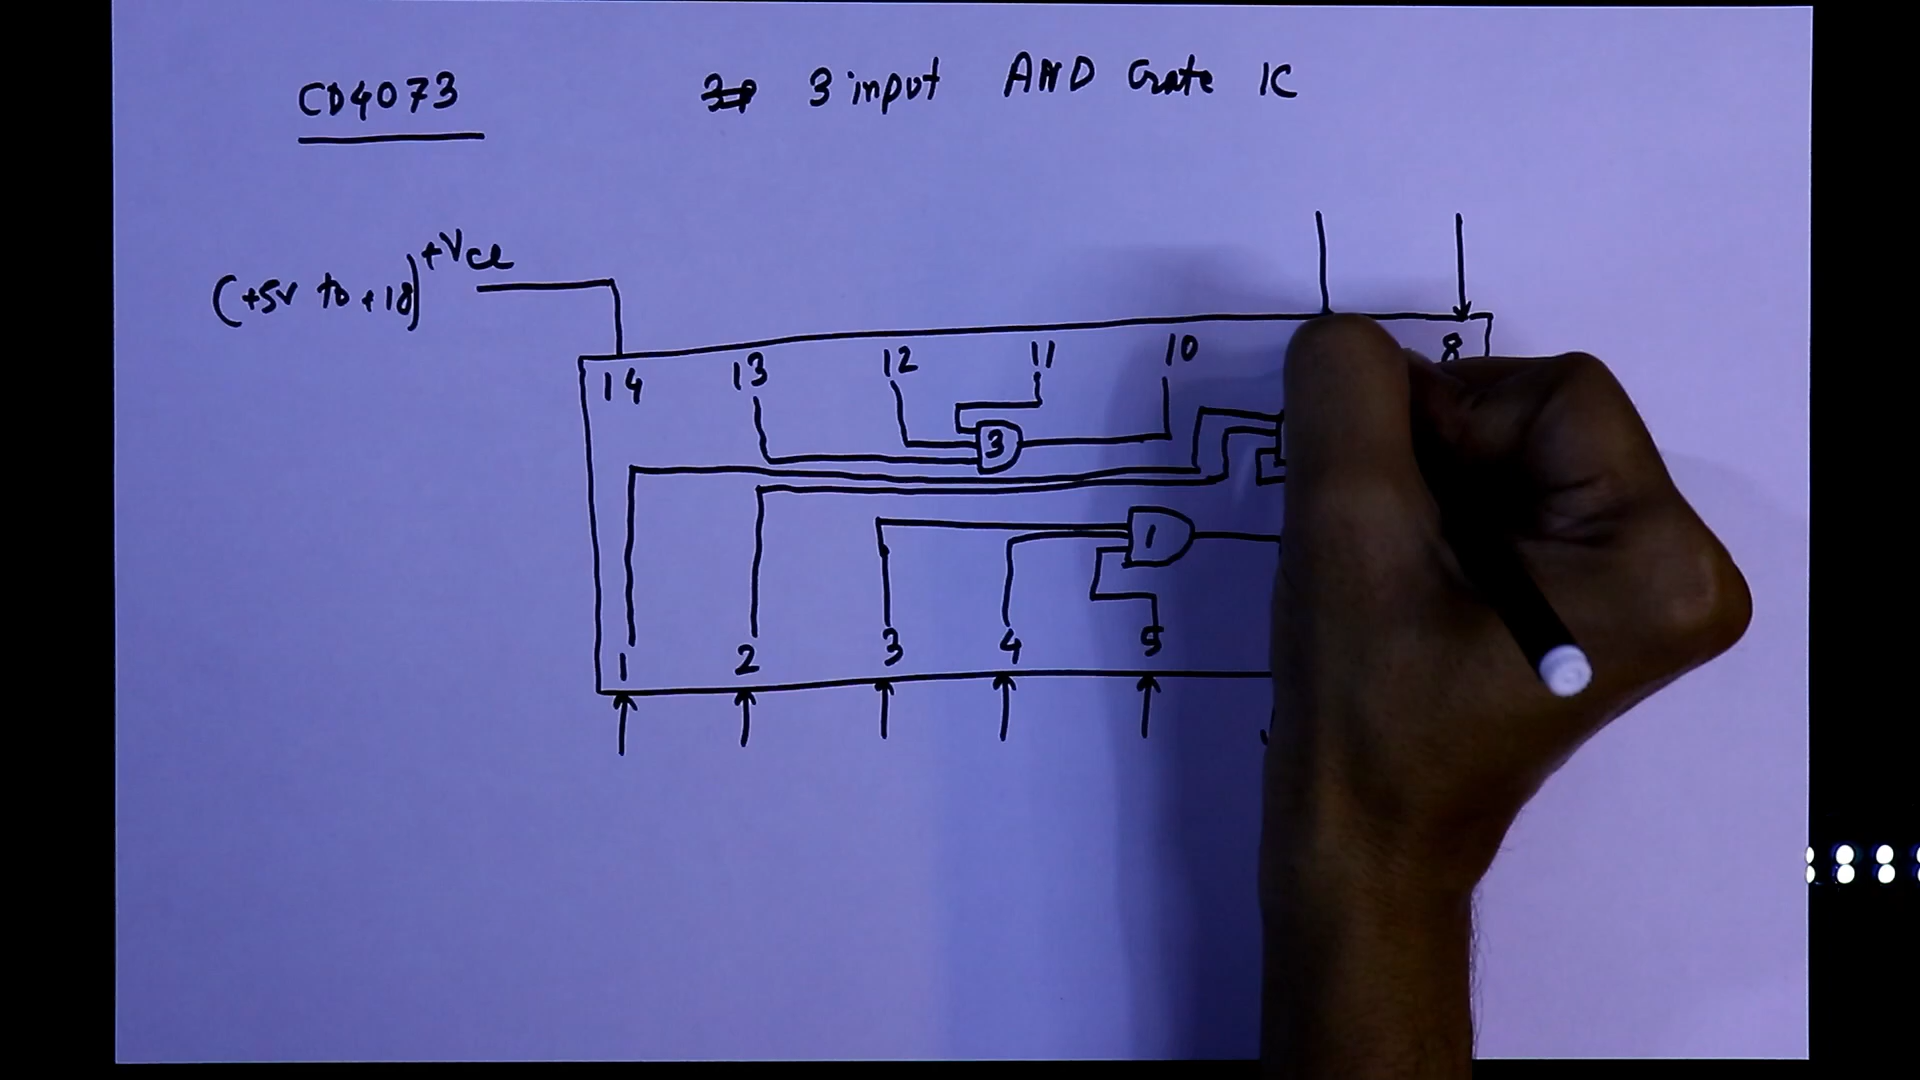 CD4073 3 input AND Gate IC
+Vcc
(+5V to +18)
14 13 12 11 10 8
3
1
1 2 3 4 5